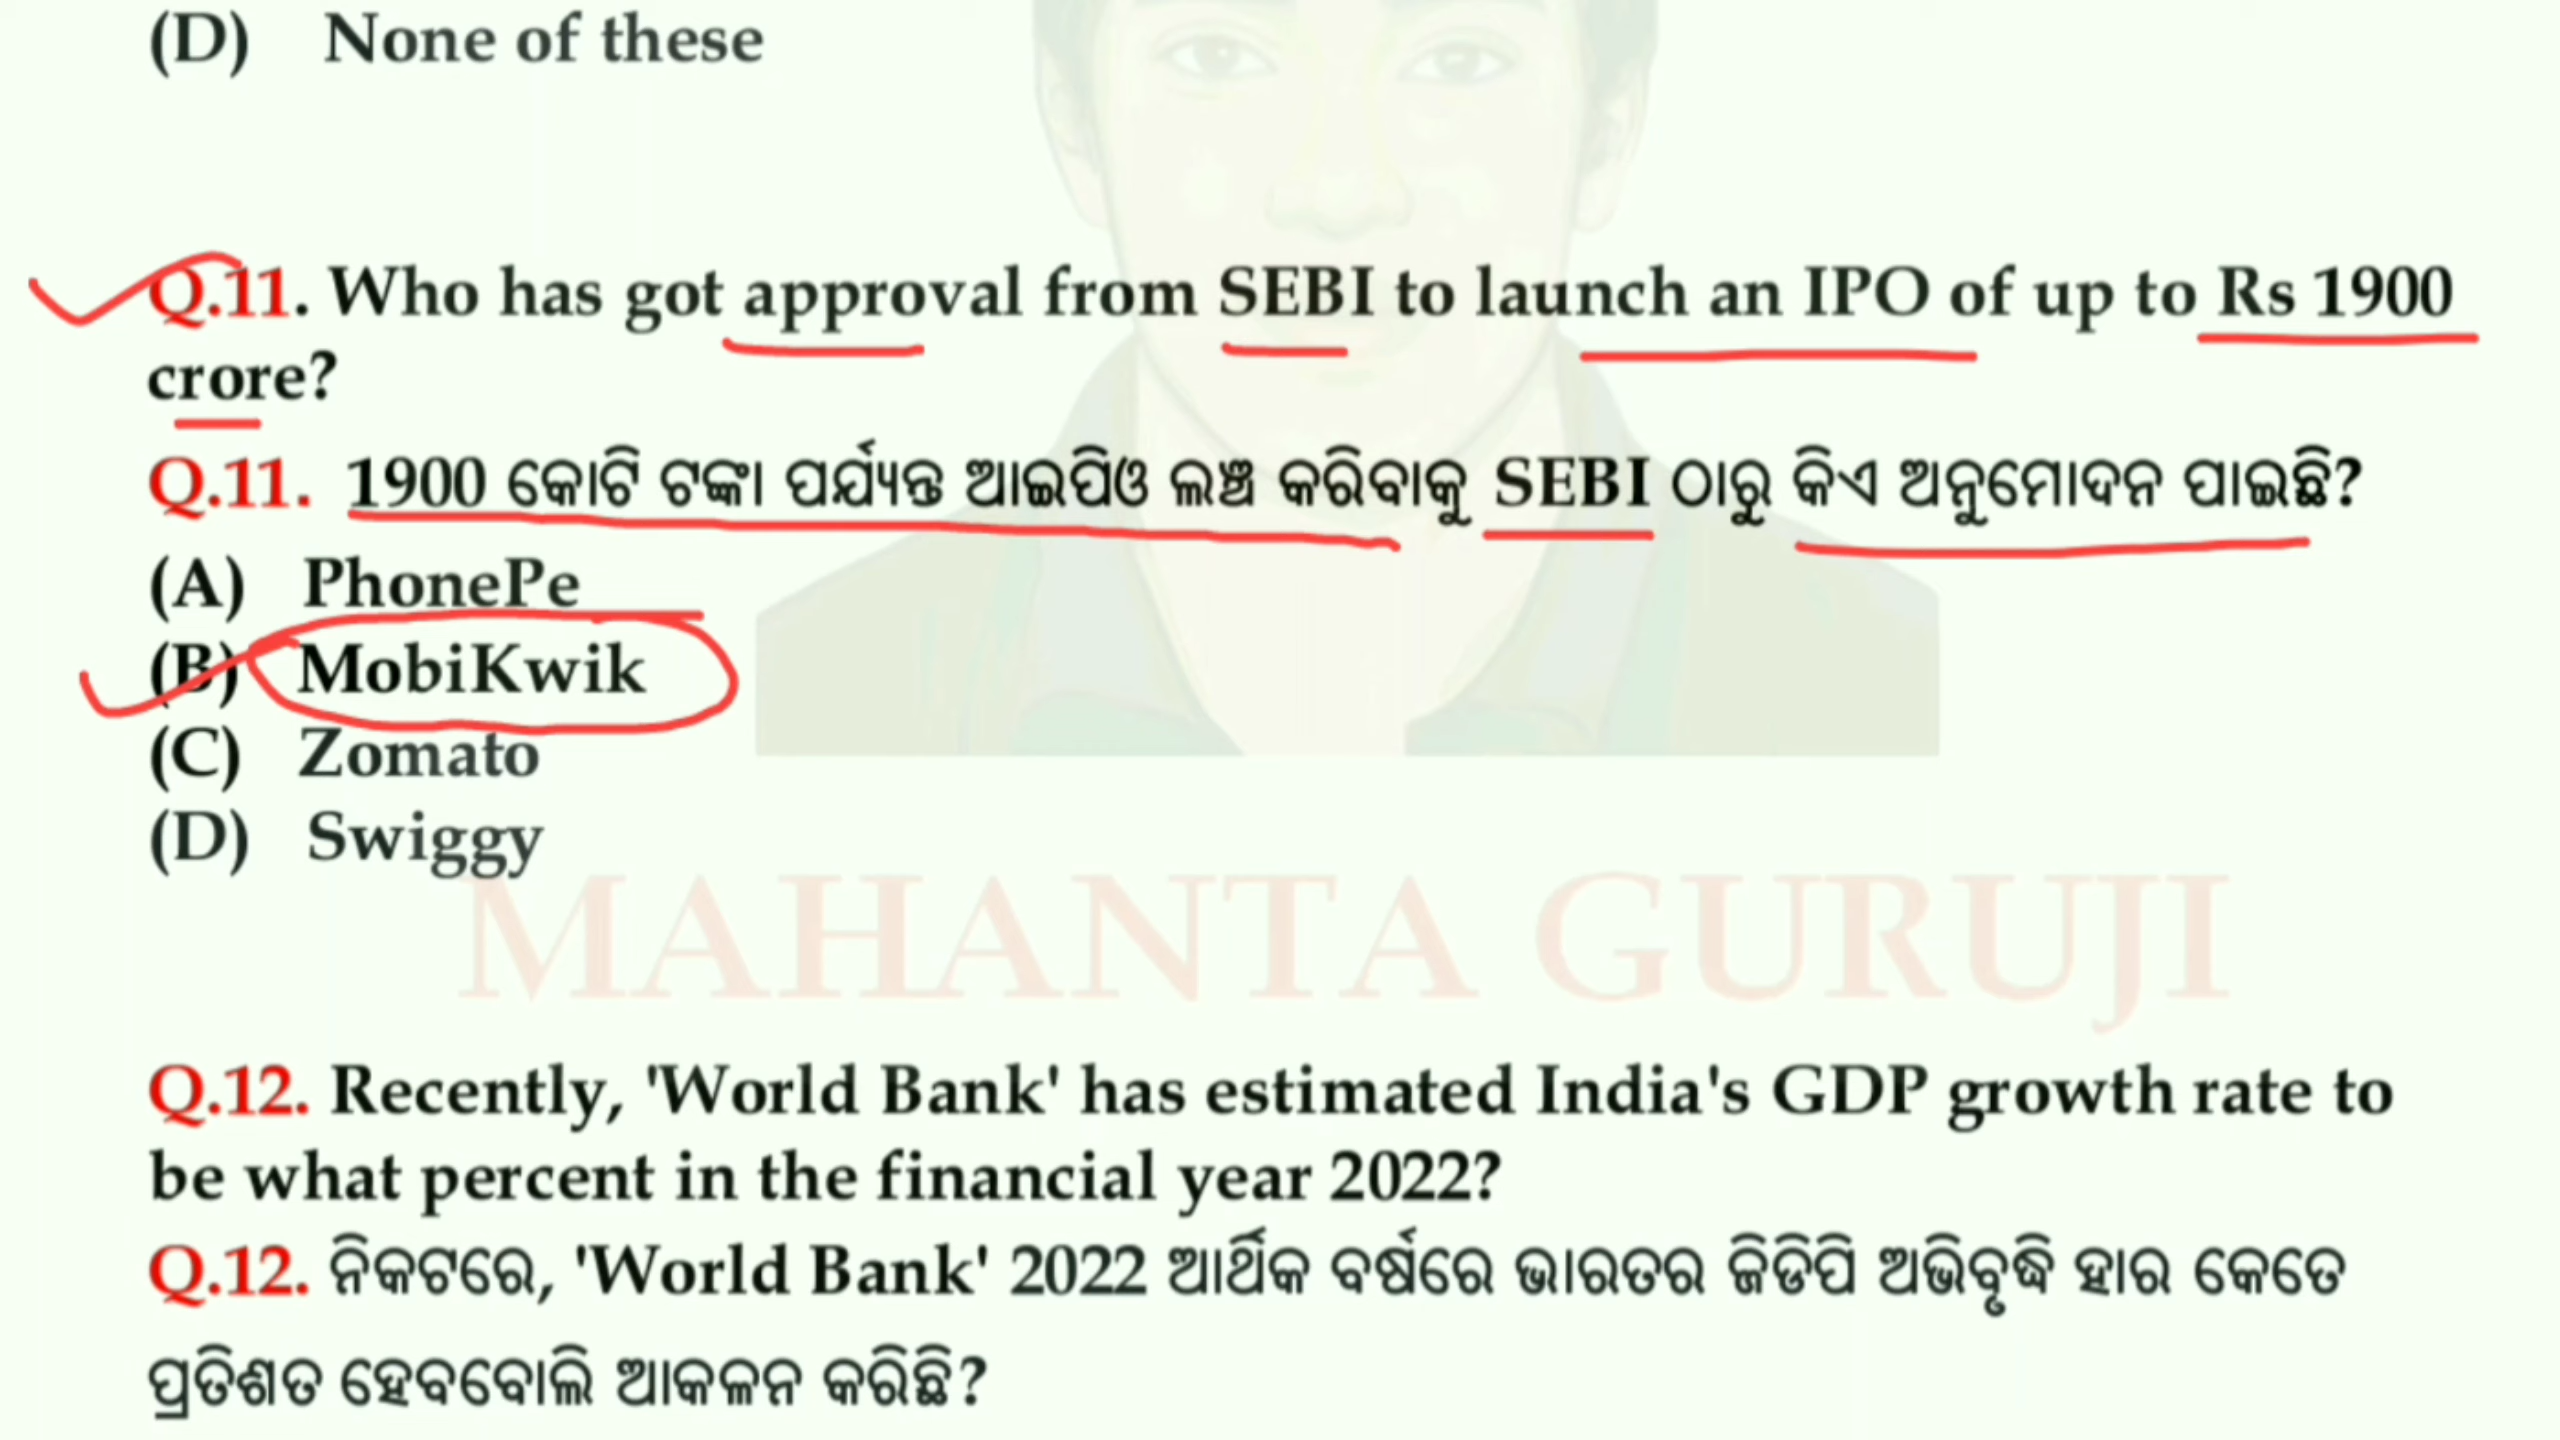 (D) None of these
Q.11. Who has got approval from SEBI to launch an IPO of up to Rs 1900
crore?
Q.11. 1900 କୋଟି ଟଙ୍କା ପର୍ଯ୍ୟନ୍ତ ଆଇପିଓ ଲଞ୍ଚ କରିବାକୁ SEBI ଠାରୁ କିଏ ଅନୁମୋଦନ ପାଇଛି?
(A) PhonePe
(B) MobiKwik
(C) Zomato
(D) Swiggy
MAHANTA GURUJI
Q.12. Recently, 'World Bank' has estimated India's GDP growth rate to
be what percent in the financial year 2022?
Q.12. ନିକଟରେ, 'World Bank' 2022 ଆର୍ଥିକ ବର୍ଷରେ ଭାରତର ଜିଡିପି ଅଭିବୃଦ୍ଧି ହାର କେତେ
ପ୍ରତିଶତ ହେବବୋଲି ଆକଳନ କରିଛି?